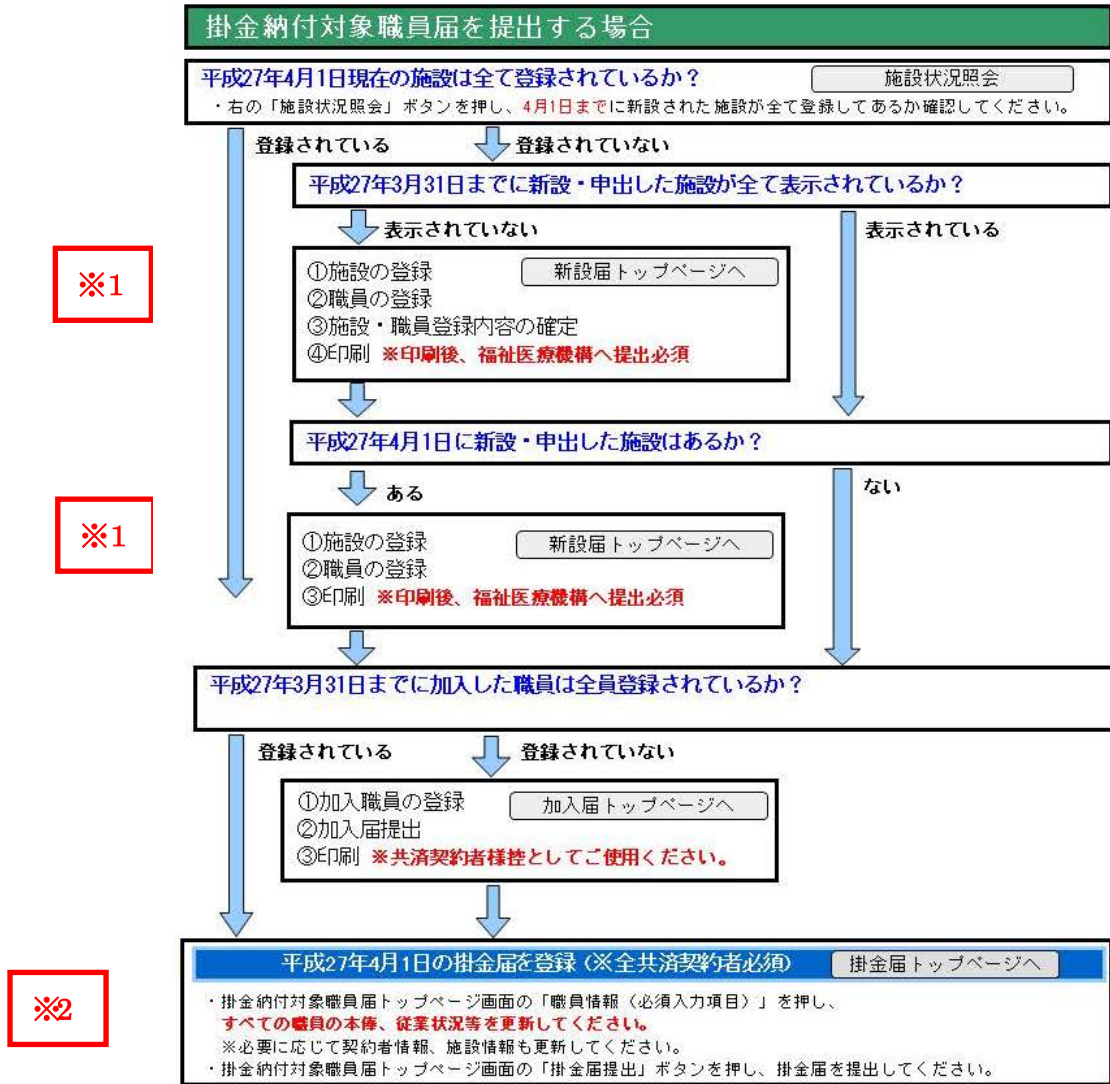 掛金納付対象職員届を提出する場合
平成27年4月1日現在の施設は全て登録されているか？ 施設状況照会
・右の「施設状況照会」ボタンを押し、4月1日までに新設された施設が全て登録してあるか確認してください。
登録されている 登録されていない
平成27年3月31日までに新設・申出した施設が全て表示されているか？
表示されていない 表示されている
※1
①施設の登録 新設届トップページへ
②職員の登録
③施設・職員登録内容の確定
④印刷 ※印刷後、福祉医療機構へ提出必須
平成27年4月1日に新設・申出した施設はあるか？
ある ない
※1
①施設の登録 新設届トップページへ
②職員の登録
③印刷 ※印刷後、福祉医療機構へ提出必須
平成27年3月31日までに加入した職員は全員登録されているか？
登録されている 登録されていない
①加入職員の登録 加入届トップページへ
②加入届提出
③印刷 ※共済契約者様控としてご使用ください。
平成27年4月1日の掛金届を登録（※全共済契約者必須） 掛金届トップページへ
※2
・掛金納付対象職員届トップページ画面の「職員情報（必須入力項目）」を押し、
すべての職員の本俸、従業状況等を更新してください。
※必要に応じて契約者情報、施設情報も更新してください。
・掛金納付対象職員届トップページ画面の「掛金届提出」ボタンを押し、掛金届を提出してください。